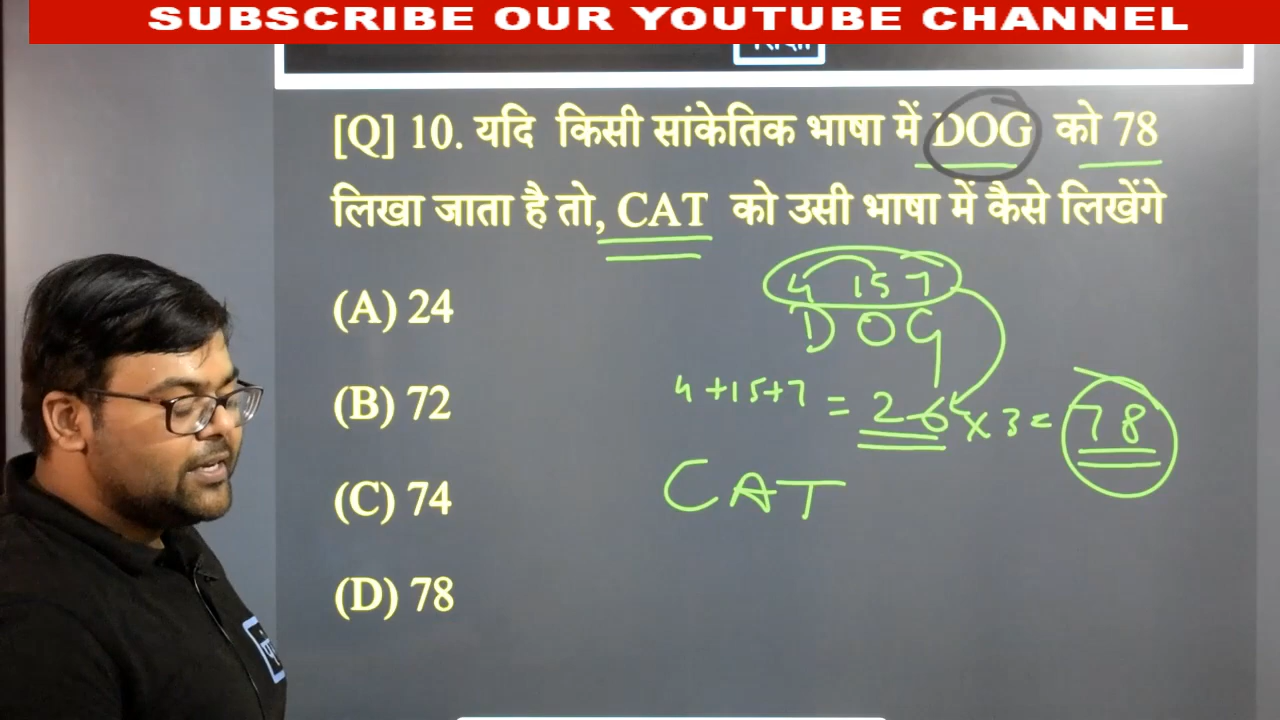 SUBSCRIBE OUR YOUTUBE CHANNEL
[Q] 10. यदि किसी सांकेतिक भाषा में DOG को 78
लिखा जाता है तो, CAT को उसी भाषा में कैसे लिखेंगे
(A) 24
(B) 72
(C) 74
(D) 78
4 15 7
D O G
4+15+7 = 26 x 3 = 78
CAT